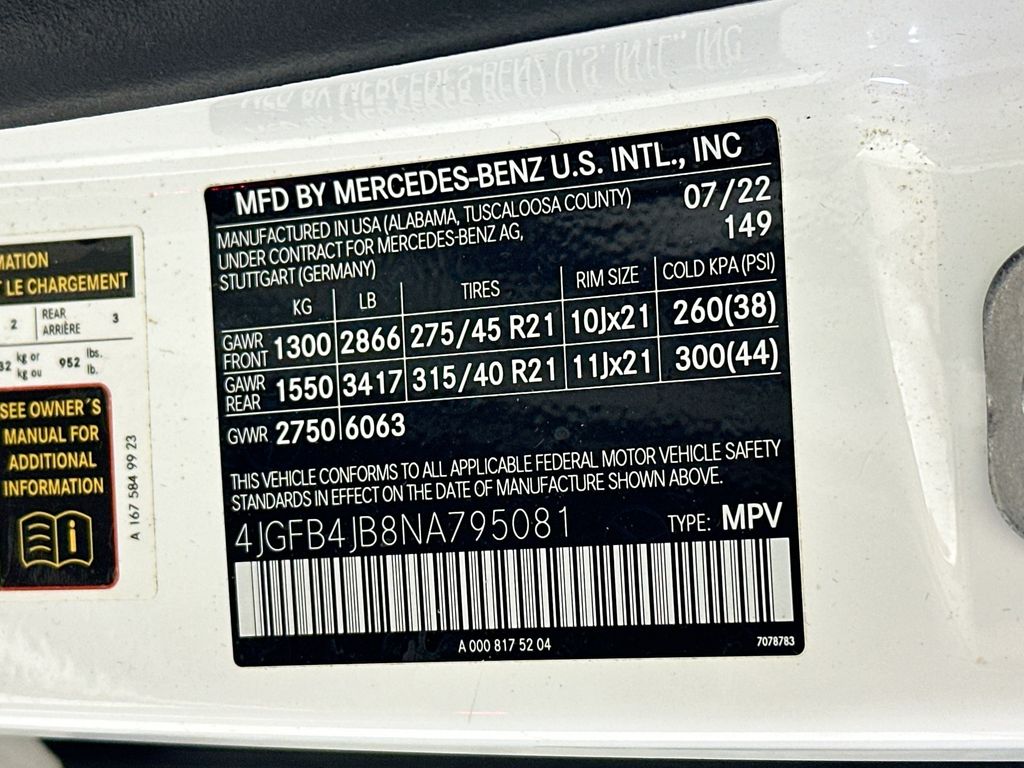 MFD BY MERCEDES-BENZ U.S. INTL., INC
MANUFACTURED IN USA (ALABAMA, TUSCALOOSA COUNTY) 07/22
UNDER CONTRACT FOR MERCEDES-BENZ AG, 149
STUTTGART (GERMANY)
KG LB TIRES RIM SIZE COLD KPA (PSI)
GAWR FRONT 1300 2866 275/45 R21 10Jx21 260(38)
GAWR REAR 1550 3417 315/40 R21 11Jx21 300(44)
GVWR 2750 6063
THIS VEHICLE CONFORMS TO ALL APPLICABLE FEDERAL MOTOR VEHICLE SAFETY
STANDARDS IN EFFECT ON THE DATE OF MANUFACTURE SHOWN ABOVE.
4JGFB4JB8NA795081 TYPE: MPV
A 000 817 52 04 7078783
LE CHARGEMENT
2 REAR 3
ARRIÈRE
kg or 952 lbs.
kg ou lb.
SEE OWNER´S
MANUAL FOR
ADDITIONAL
INFORMATION
A 167 584 99 23